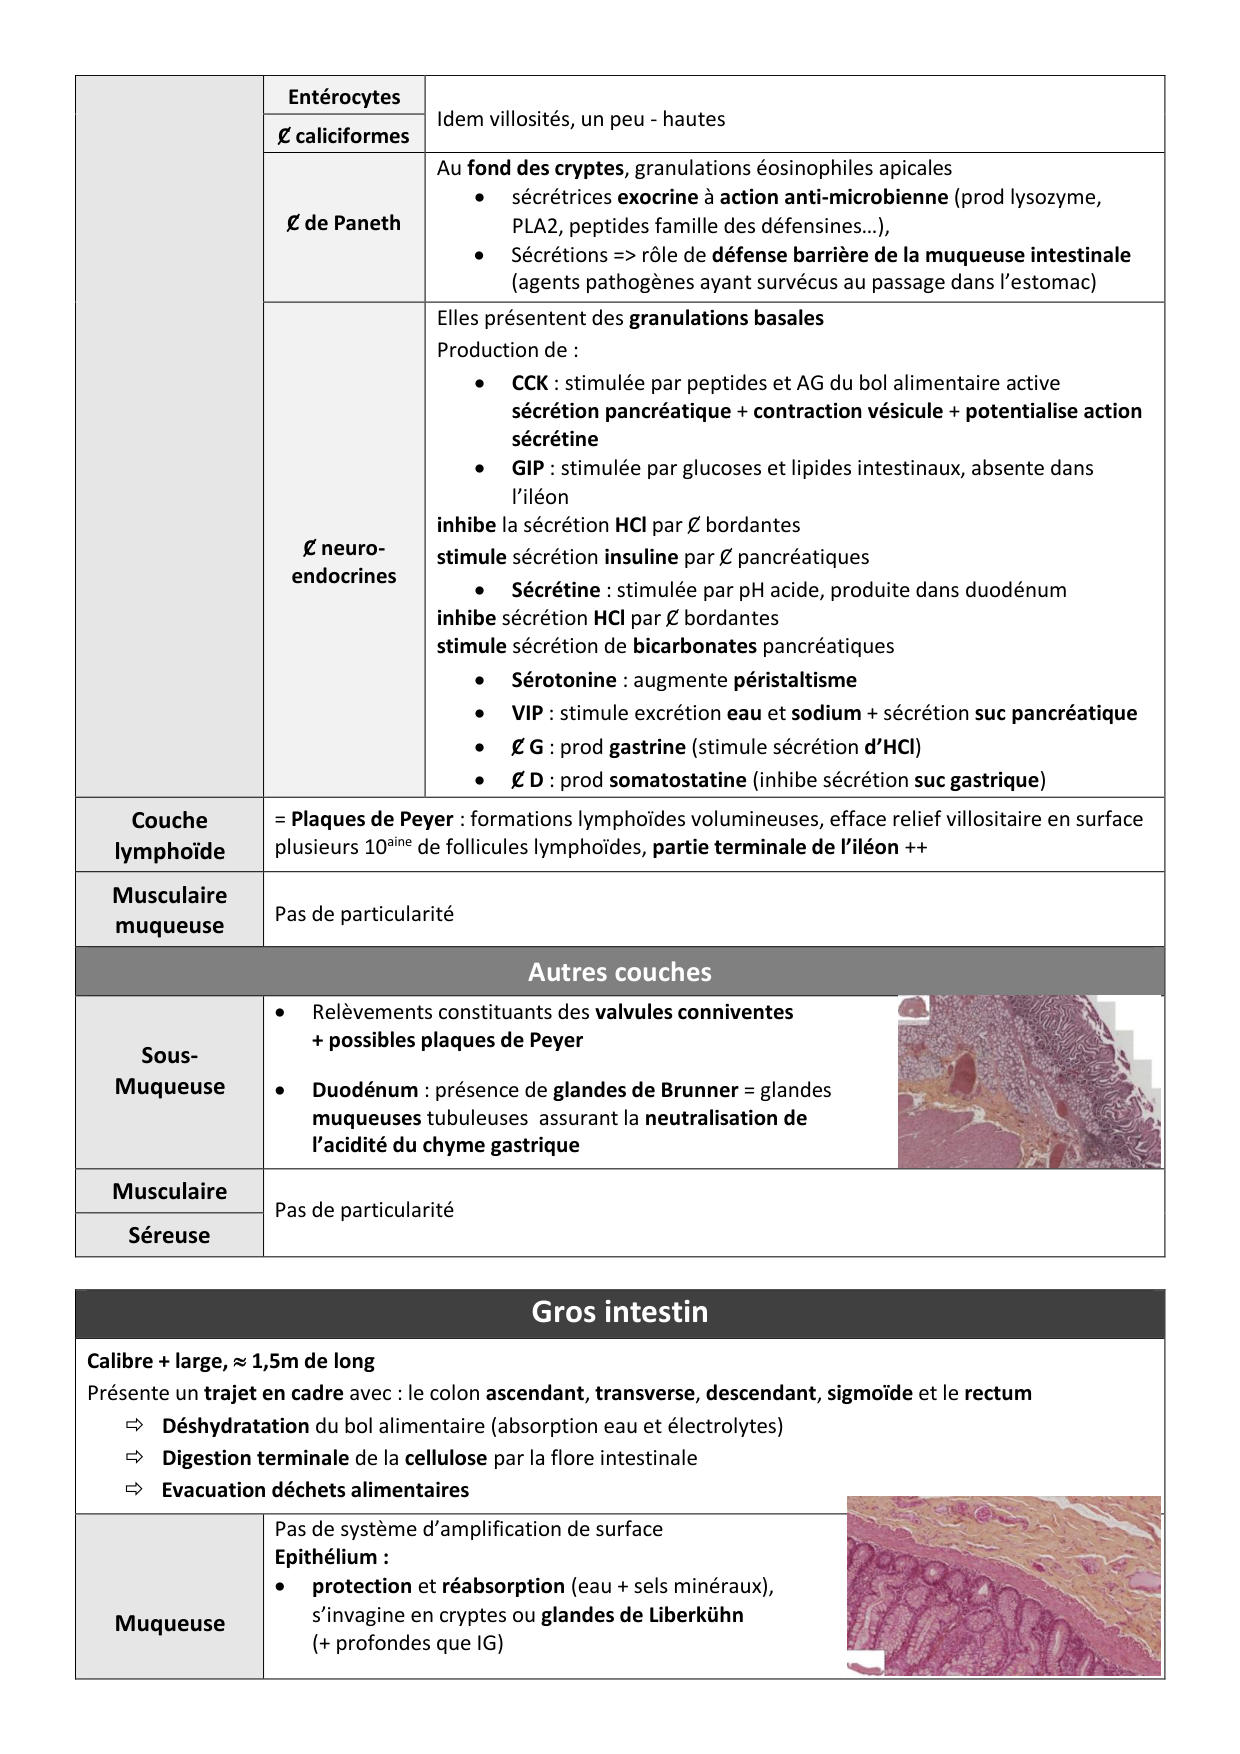 Entérocytes
Idem villosités, un peu - hautes
Ȼ caliciformes
Au fond des cryptes, granulations éosinophiles apicales
• sécrétrices exocrine à action anti-microbienne (prod lysozyme,
PLA2, peptides famille des défensines…),
Ȼ de Paneth
• Sécrétions => rôle de défense barrière de la muqueuse intestinale
(agents pathogènes ayant survécus au passage dans l’estomac)
Elles présentent des granulations basales
Production de :
• CCK : stimulée par peptides et AG du bol alimentaire active
sécrétion pancréatique + contraction vésicule + potentialise action
sécrétine
• GIP : stimulée par glucoses et lipides intestinaux, absente dans
l’iléon
inhibe la sécrétion HCl par Ȼ bordantes
Ȼ neuro-
endocrines
stimule sécrétion insuline par Ȼ pancréatiques
• Sécrétine : stimulée par pH acide, produite dans duodénum
inhibe sécrétion HCl par Ȼ bordantes
stimule sécrétion de bicarbonates pancréatiques
• Sérotonine : augmente péristaltisme
• VIP : stimule excrétion eau et sodium + sécrétion suc pancréatique
• Ȼ G : prod gastrine (stimule sécrétion d’HCl)
• Ȼ D : prod somatostatine (inhibe sécrétion suc gastrique)
Couche
lymphoïde
= Plaques de Peyer : formations lymphoïdes volumineuses, efface relief villositaire en surface
plusieurs 10aine de follicules lymphoïdes, partie terminale de l’iléon ++
Musculaire
muqueuse
Pas de particularité
Autres couches
Sous-
Muqueuse
• Relèvements constituants des valvules conniventes
+ possibles plaques de Peyer
• Duodénum : présence de glandes de Brunner = glandes
muqueuses tubuleuses assurant la neutralisation de
l’acidité du chyme gastrique
Musculaire
Pas de particularité
Séreuse
Gros intestin
Calibre + large, ≈ 1,5m de long
Présente un trajet en cadre avec : le colon ascendant, transverse, descendant, sigmoïde et le rectum
⇨ Déshydratation du bol alimentaire (absorption eau et électrolytes)
⇨ Digestion terminale de la cellulose par la flore intestinale
⇨ Evacuation déchets alimentaires
Muqueuse
Pas de système d’amplification de surface
Epithélium :
• protection et réabsorption (eau + sels minéraux),
s’invagine en cryptes ou glandes de Liberkühn
(+ profondes que IG)